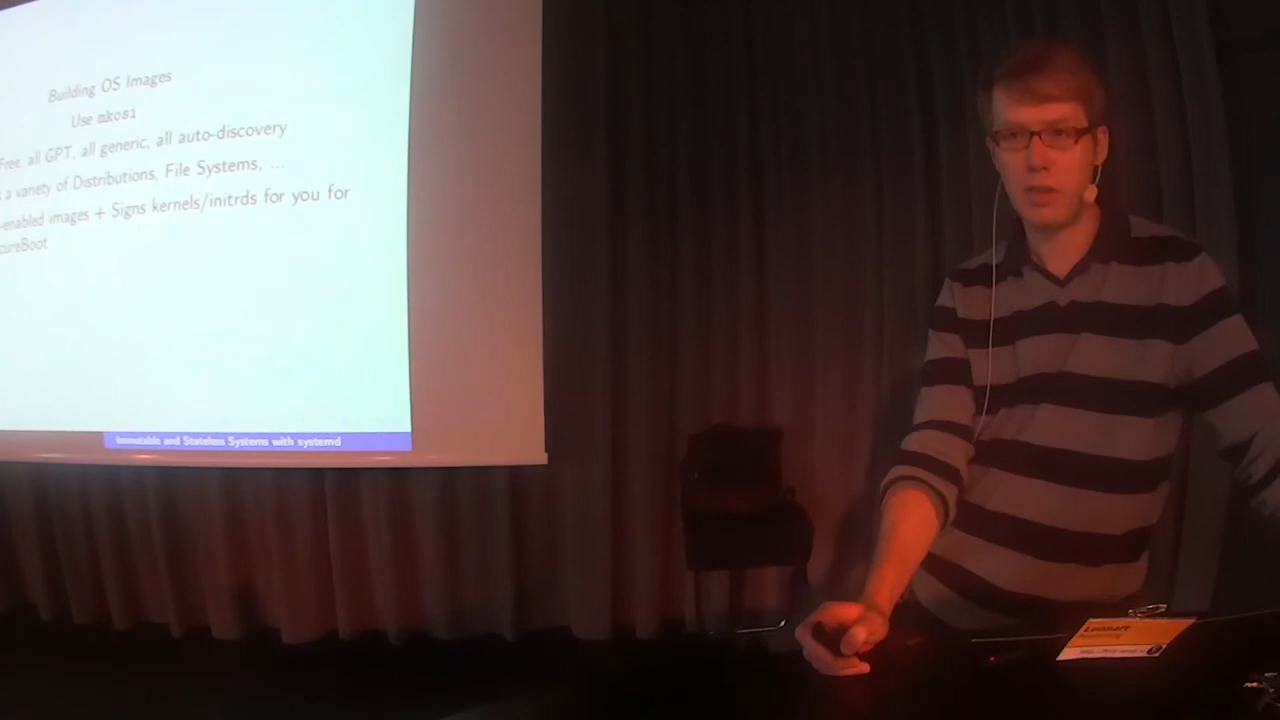 Building OS Images
Use mkosi
Free, all GPT, all generic, all auto-discovery
a variety of Distributions, File Systems, ...
-enabled images + Signs kernels/initrds for you for
cureBoot
Immutable and Stateless Systems with systemd
Lennart